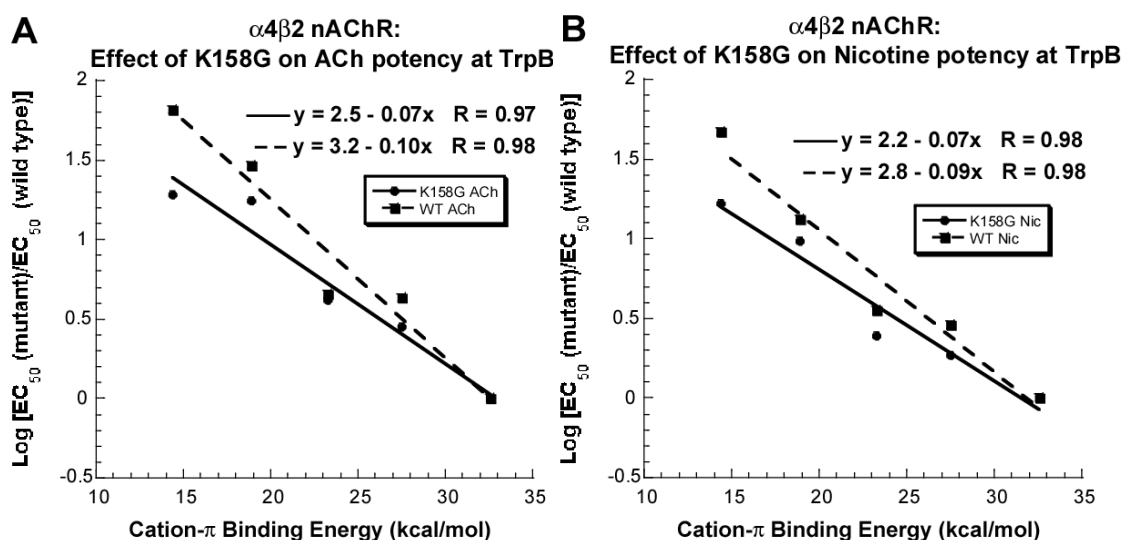 A
α4β2 nAChR:
Effect of K158G on ACh potency at TrpB
Log [EC50 (mutant)/EC50 (wild type)]
2
1.5
1
0.5
0
-0.5
y = 2.5 - 0.07x R = 0.97
y = 3.2 - 0.10x R = 0.98
K158G ACh
WT ACh
10 15 20 25 30 35
Cation-π Binding Energy (kcal/mol)
B
α4β2 nAChR:
Effect of K158G on Nicotine potency at TrpB
Log [EC50 (mutant)/EC50 (wild type)]
2
1.5
1
0.5
0
-0.5
y = 2.2 - 0.07x R = 0.98
y = 2.8 - 0.09x R = 0.98
K158G Nic
WT Nic
10 15 20 25 30 35
Cation-π Binding Energy (kcal/mol)